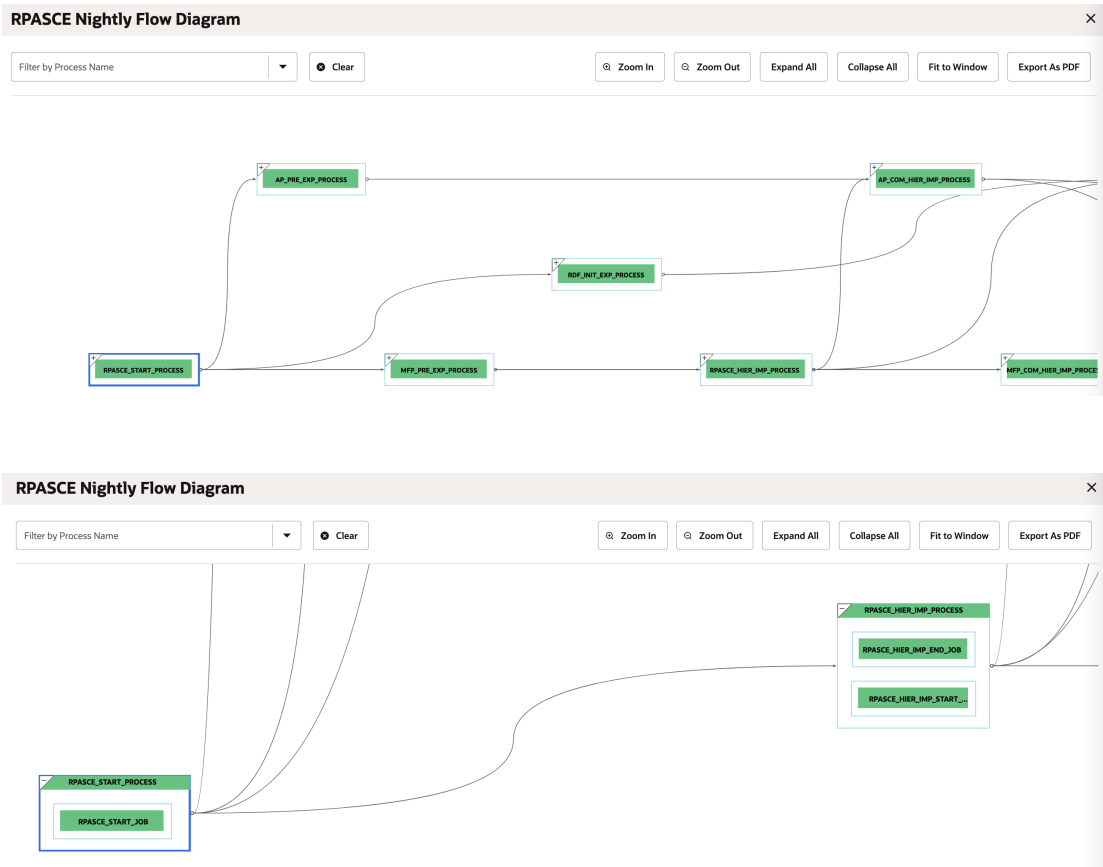 RPASCE Nightly Flow Diagram
Filter by Process Name
Clear
Zoom In
Zoom Out
Expand All
Collapse All
Fit to Window
Export As PDF
AP_PRE_EXP_PROCESS
AP_COM_HIER_IMP_PROCESS
RDF_INIT_EXP_PROCESS
RPASCE_START_PROCESS
MFP_PRE_EXP_PROCESS
RPASCE_HIER_IMP_PROCESS
MFP_COM_HIER_IMP_PROCES
RPASCE Nightly Flow Diagram
Filter by Process Name
Clear
Zoom In
Zoom Out
Expand All
Collapse All
Fit to Window
Export As PDF
RPASCE_HIER_IMP_PROCESS
RPASCE_HIER_IMP_END_JOB
RPASCE_HIER_IMP_START_...
RPASCE_START_PROCESS
RPASCE_START_JOB